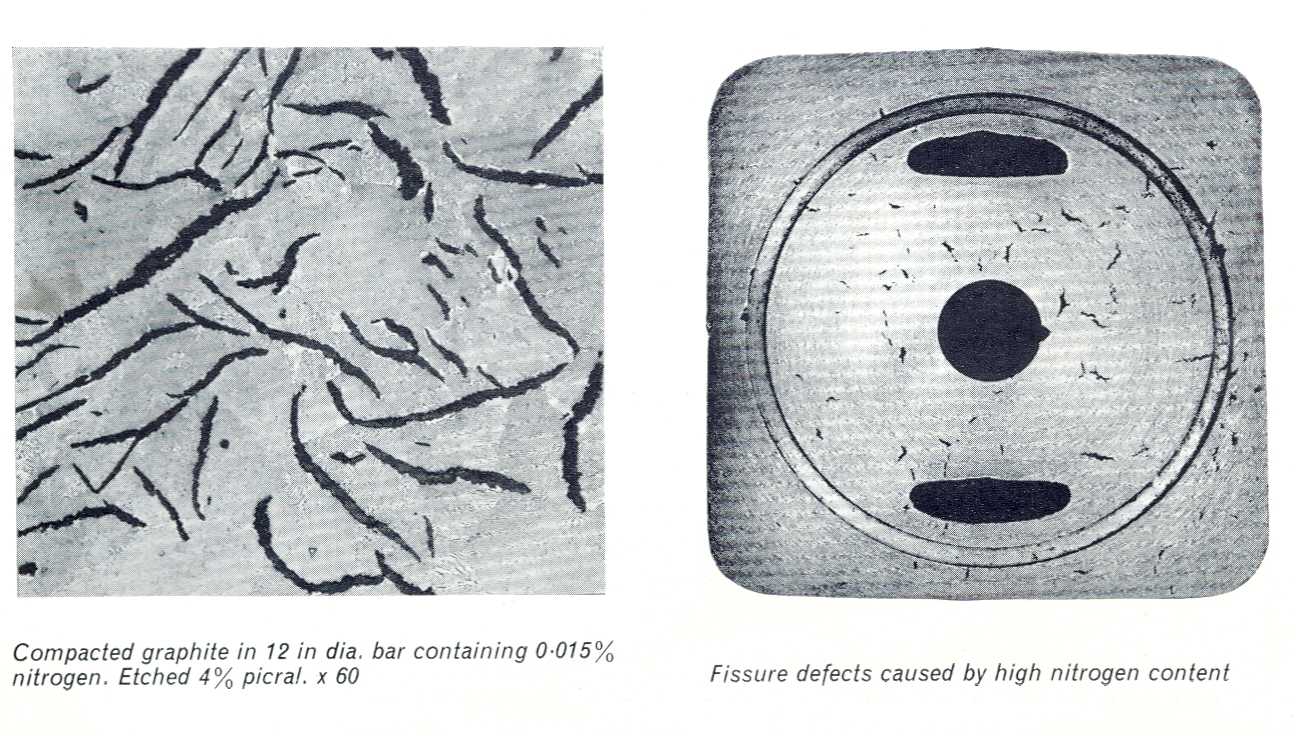 Compacted graphite in 12 in dia. bar containing 0·015%
nitrogen. Etched 4% picral. x 60
Fissure defects caused by high nitrogen content